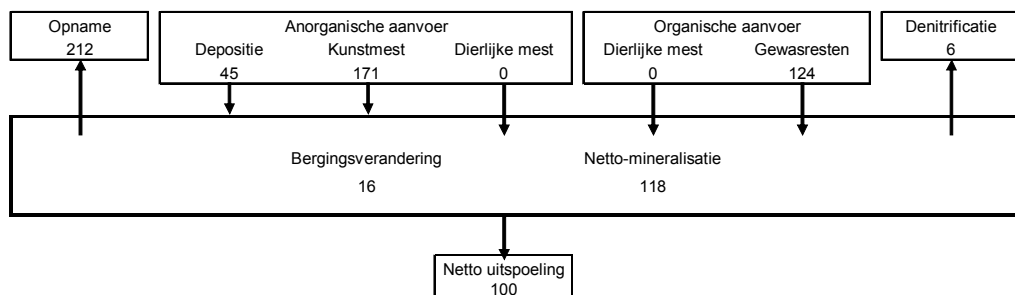 Opname
212
Anorganische aanvoer
Depositie Kunstmest Dierlijke mest
45 171 0
Organische aanvoer
Dierlijke mest Gewasresten
0 124
Denitrificatie
6
Bergingsverandering
16
Netto-mineralisatie
118
Netto uitspoeling
100